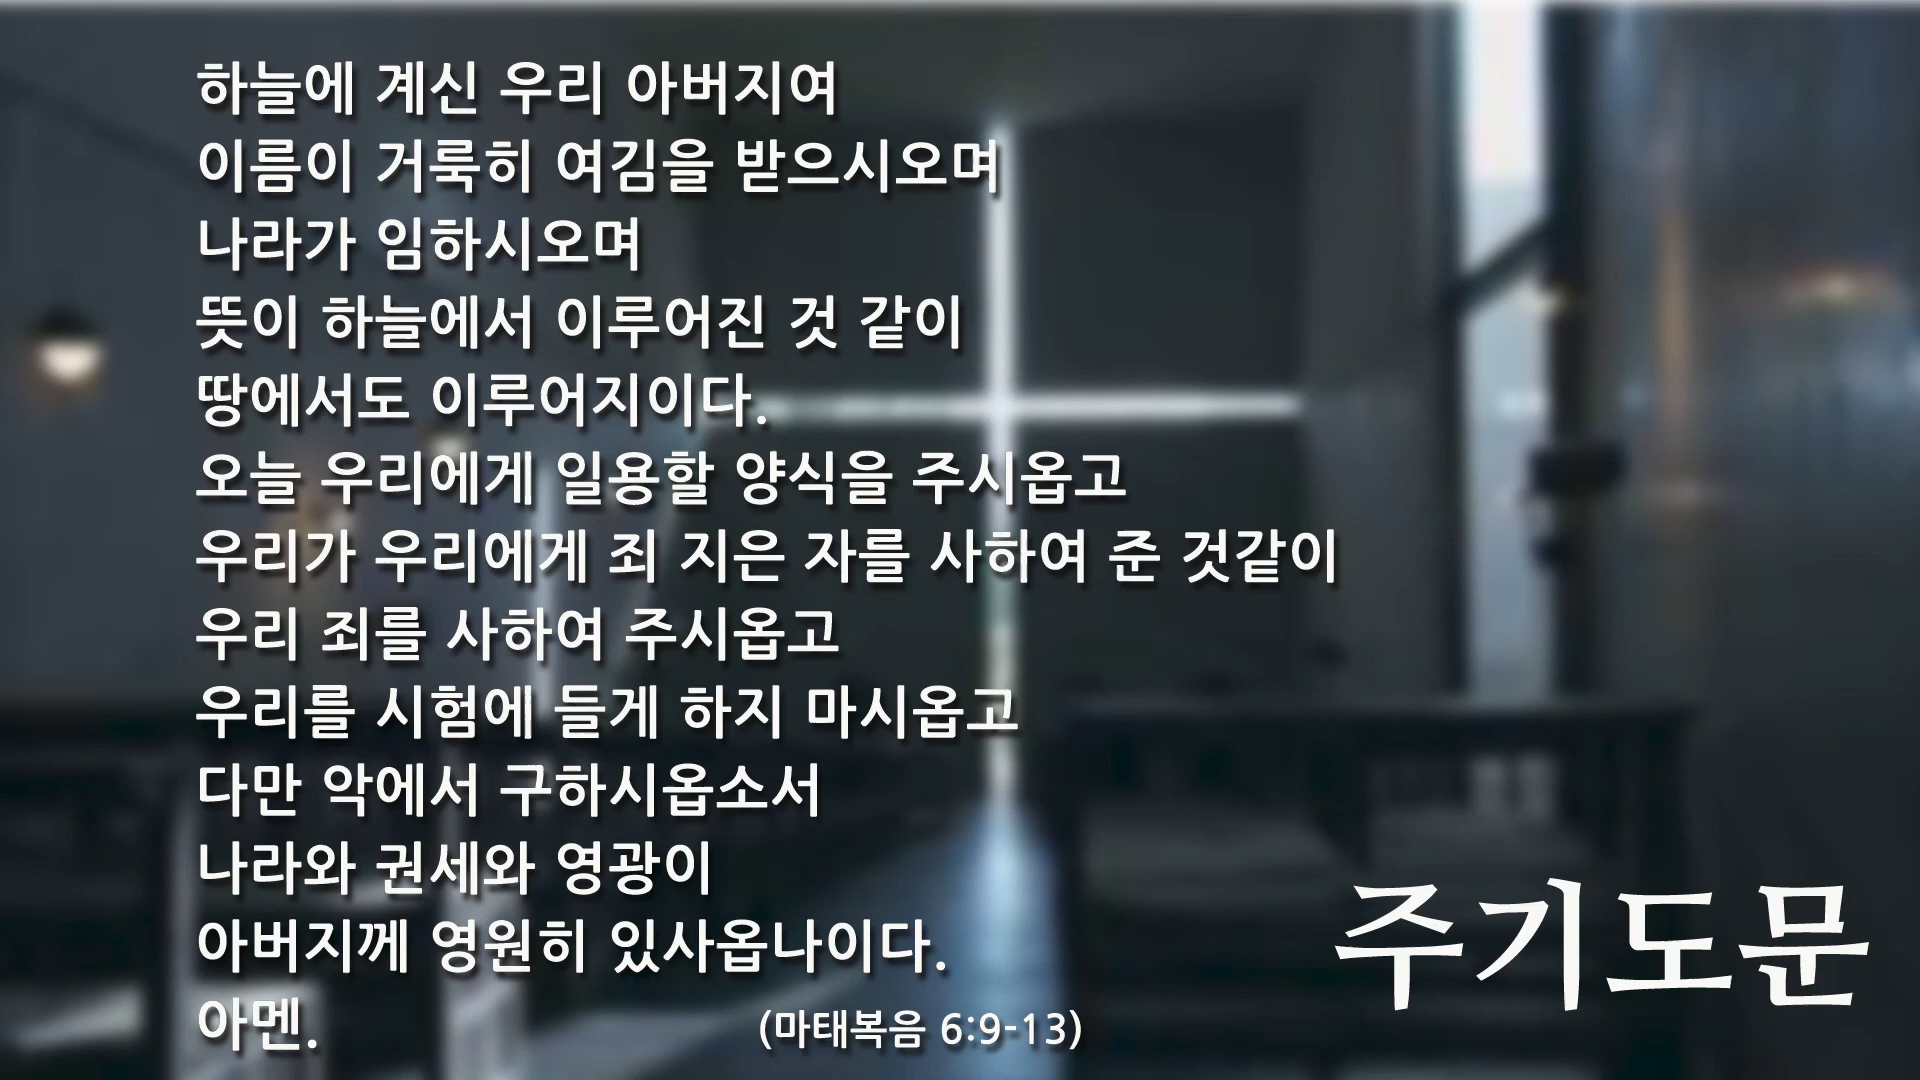 하늘에 계신 우리 아버지여
이름이 거룩히 여김을 받으시오며
나라가 임하시오며
뜻이 하늘에서 이루어진 것 같이
땅에서도 이루어지이다.
오늘 우리에게 일용할 양식을 주시옵고
우리가 우리에게 죄 지은 자를 사하여 준 것같이
우리 죄를 사하여 주시옵고
우리를 시험에 들게 하지 마시옵고
다만 악에서 구하시옵소서
나라와 권세와 영광이
아버지께 영원히 있사옵나이다.
아멘.
(마태복음 6:9-13)
주기도문